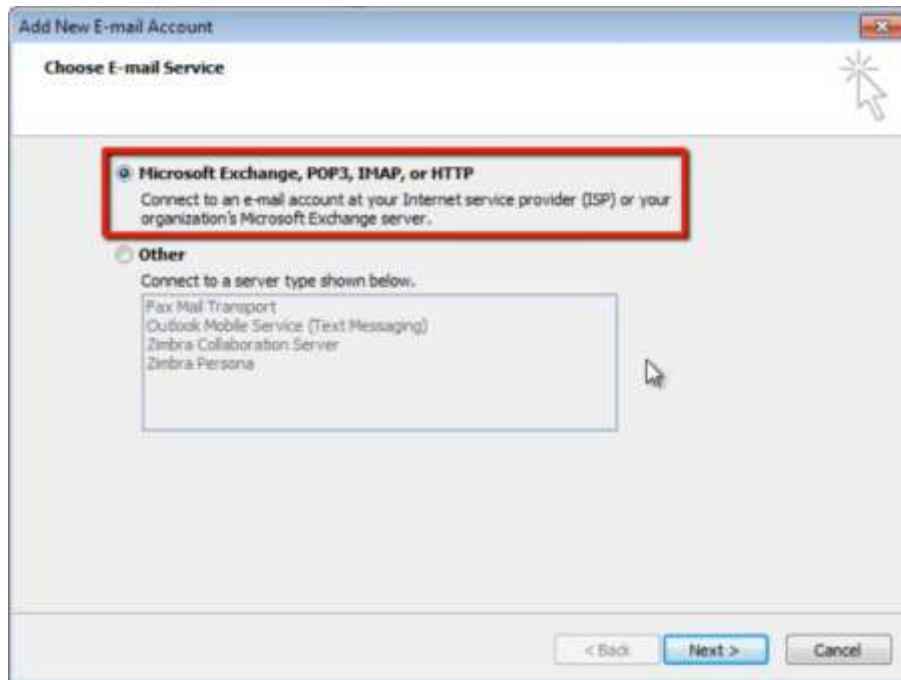 Add New E-mail Account
Choose E-mail Service
Microsoft Exchange, POP3, IMAP, or HTTP
Connect to an e-mail account at your Internet service provider (ISP) or your
organization's Microsoft Exchange server.
Other
Connect to a server type shown below.
Fax Mail Transport
Outlook Mobile Service (Text Messaging)
Zimbra Collaboration Server
Zimbra Persona
< Back
Next >
Cancel